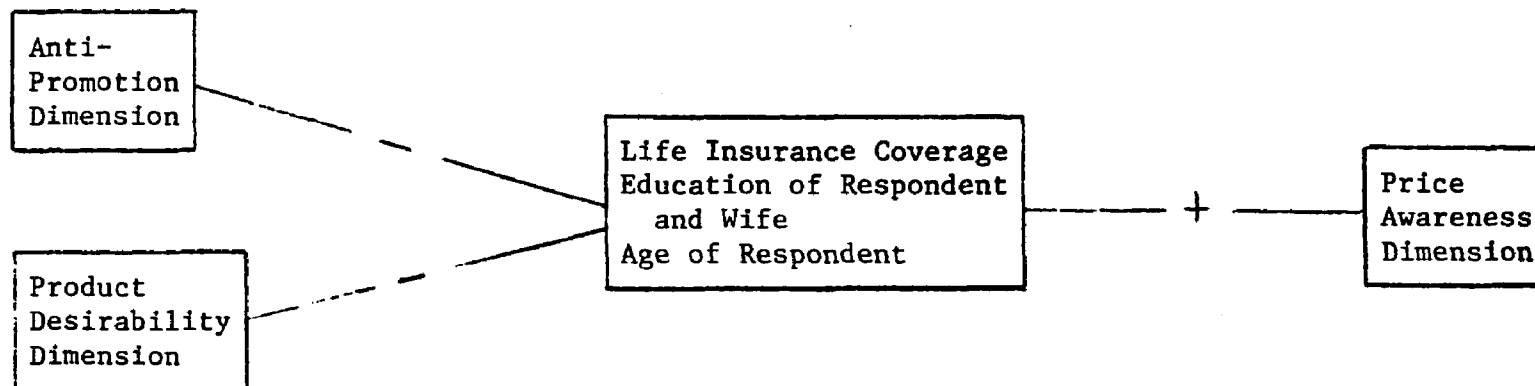 Anti-
Promotion
Dimension
Life Insurance Coverage
Education of Respondent
and Wife
Age of Respondent
+
Price
Awareness
Dimension
Product
Desirability
Dimension